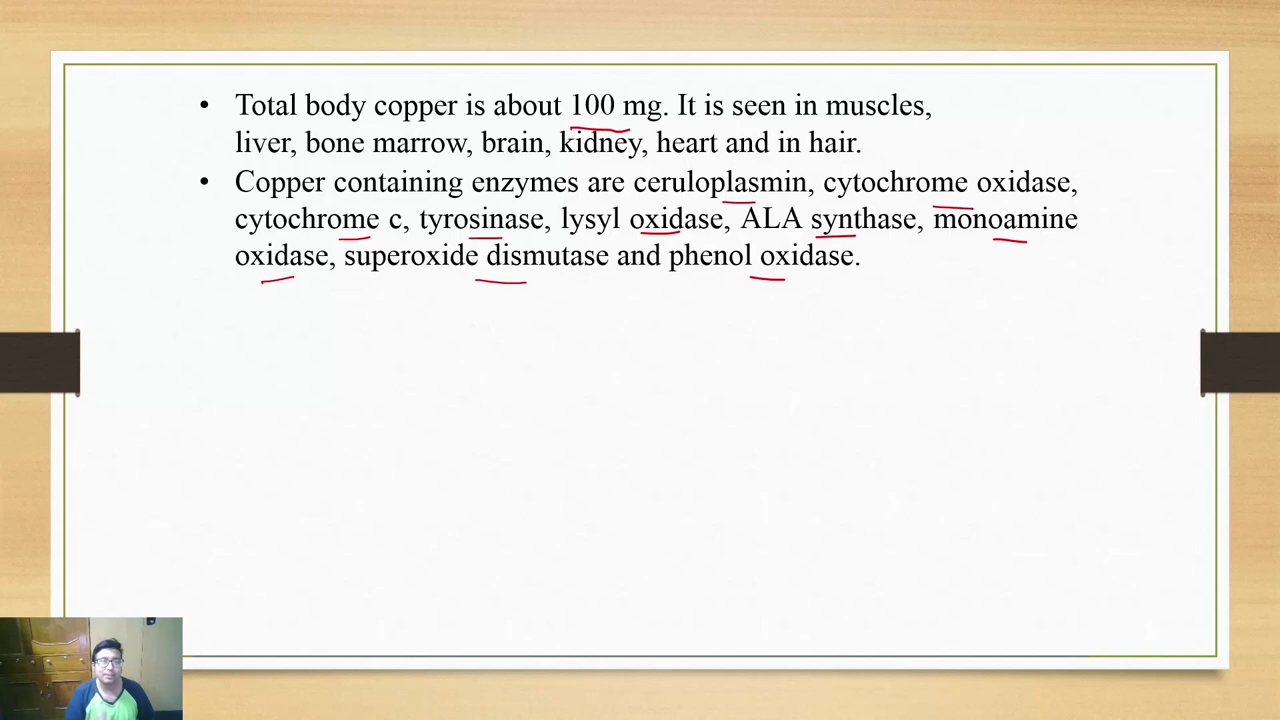 • Total body copper is about 100 mg. It is seen in muscles,
liver, bone marrow, brain, kidney, heart and in hair.
• Copper containing enzymes are ceruloplasmin, cytochrome oxidase,
cytochrome c, tyrosinase, lysyl oxidase, ALA synthase, monoamine
oxidase, superoxide dismutase and phenol oxidase.